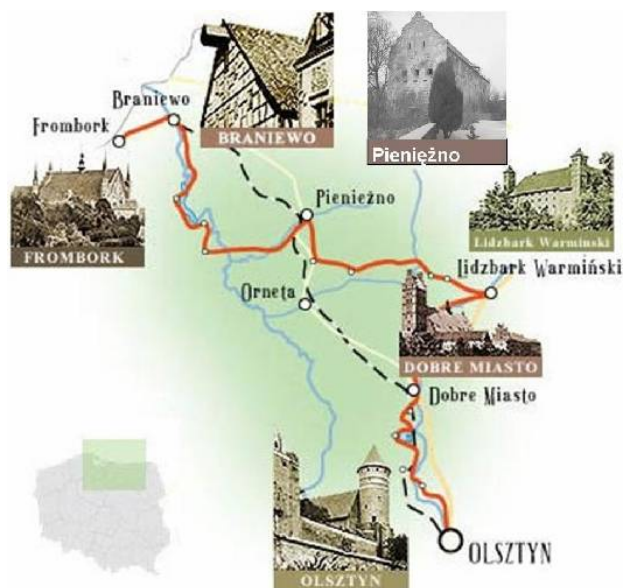 Braniewo
Frombork
BRANIEWO
Pieniężno
FROMBORK
Pieniężno
Lidzbark Warmiński
Lidzbark Warmiński
Orneta
DOBRE MIASTO
Dobre Miasto
OLSZTYN
OLSZTYN